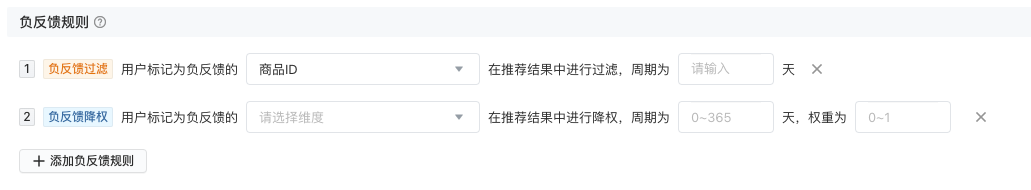 负反馈规则 ?
1 负反馈过滤 用户标记为负反馈的 商品ID 在推荐结果中进行过滤，周期为 请输入 天
2 负反馈降权 用户标记为负反馈的 请选择维度 在推荐结果中进行降权，周期为 0~365 天，权重为 0~1
+ 添加负反馈规则